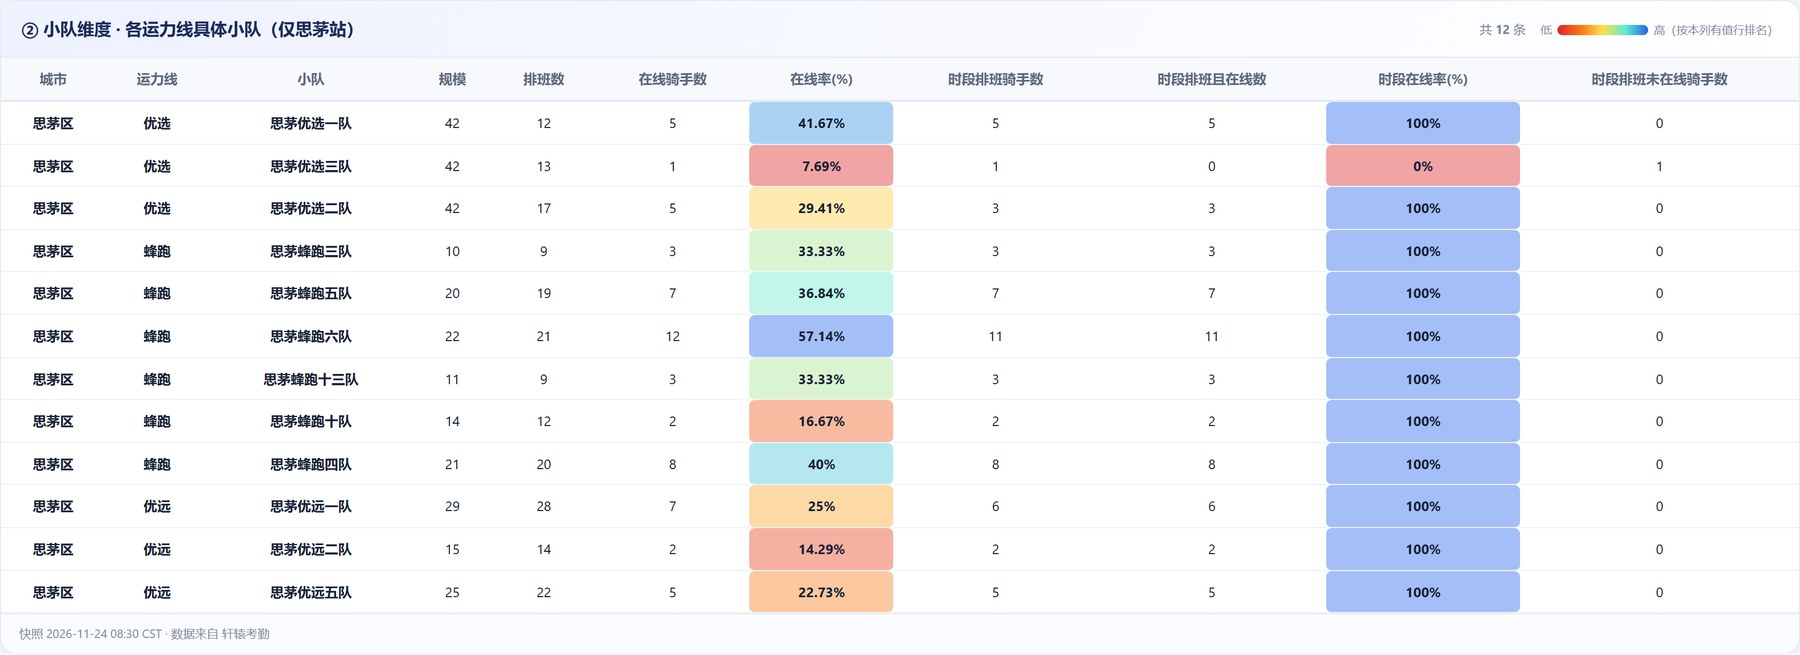 ② 小队维度 · 各运力线具体小队（仅思茅站）
共 12 条 低 高 (按本列有值行排名)
城市 运力线 小队 规模 排班数 在线骑手数 在线率(%) 时段排班骑手数 时段排班且在线数 时段在线率(%) 时段排班未在线骑手数
思茅区 优选 思茅优选一队 42 12 5 41.67% 5 5 100% 0
思茅区 优选 思茅优选三队 42 13 1 7.69% 1 0 0% 1
思茅区 优选 思茅优选二队 42 17 5 29.41% 3 3 100% 0
思茅区 蜂跑 思茅蜂跑三队 10 9 3 33.33% 3 3 100% 0
思茅区 蜂跑 思茅蜂跑五队 20 19 7 36.84% 7 7 100% 0
思茅区 蜂跑 思茅蜂跑六队 22 21 12 57.14% 11 11 100% 0
思茅区 蜂跑 思茅蜂跑十三队 11 9 3 33.33% 3 3 100% 0
思茅区 蜂跑 思茅蜂跑十队 14 12 2 16.67% 2 2 100% 0
思茅区 蜂跑 思茅蜂跑四队 21 20 8 40% 8 8 100% 0
思茅区 优远 思茅优远一队 29 28 7 25% 6 6 100% 0
思茅区 优远 思茅优远二队 15 14 2 14.29% 2 2 100% 0
思茅区 优远 思茅优远五队 25 22 5 22.73% 5 5 100% 0
快照 2026-11-24 08:30 CST · 数据来自 轩辕考勤